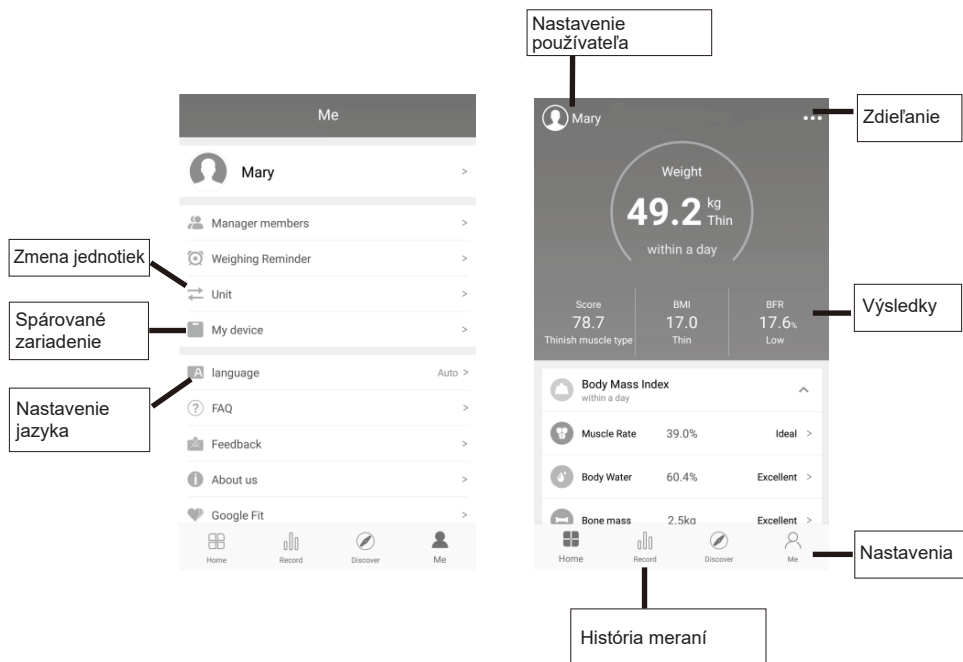 Nastavenie
používateľa
Zdieľanie
Me
Mary
Manager members
Weighing Reminder
Unit
My device
language Auto
FAQ
Feedback
About us
Google Fit
Home Record Discover Me
Zmena jednotiek
Spárované
zariadenie
Nastavenie
jazyka
Mary
Weight
49.2 kg
Thin
within a day
Score BMI BFR
78.7 17.0 17.6%
Thinish muscle type Thin Low
Výsledky
Body Mass Index
within a day
Muscle Rate 39.0% Ideal
Body Water 60.4% Excellent
Bone mass 2.5kg Excellent
Home Record Discover Me
Nastavenia
História meraní